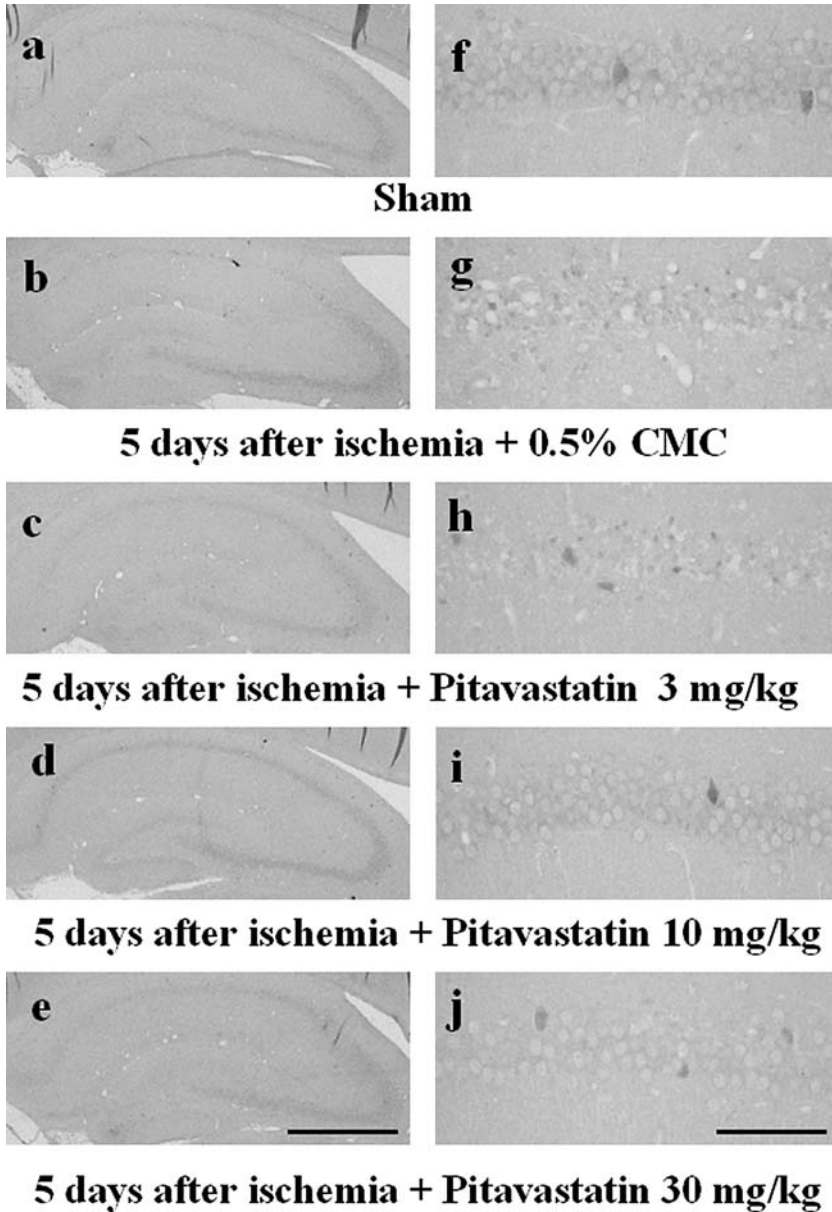 a f
Sham
b g
5 days after ischemia + 0.5% CMC
c h
5 days after ischemia + Pitavastatin 3 mg/kg
d i
5 days after ischemia + Pitavastatin 10 mg/kg
e j
5 days after ischemia + Pitavastatin 30 mg/kg